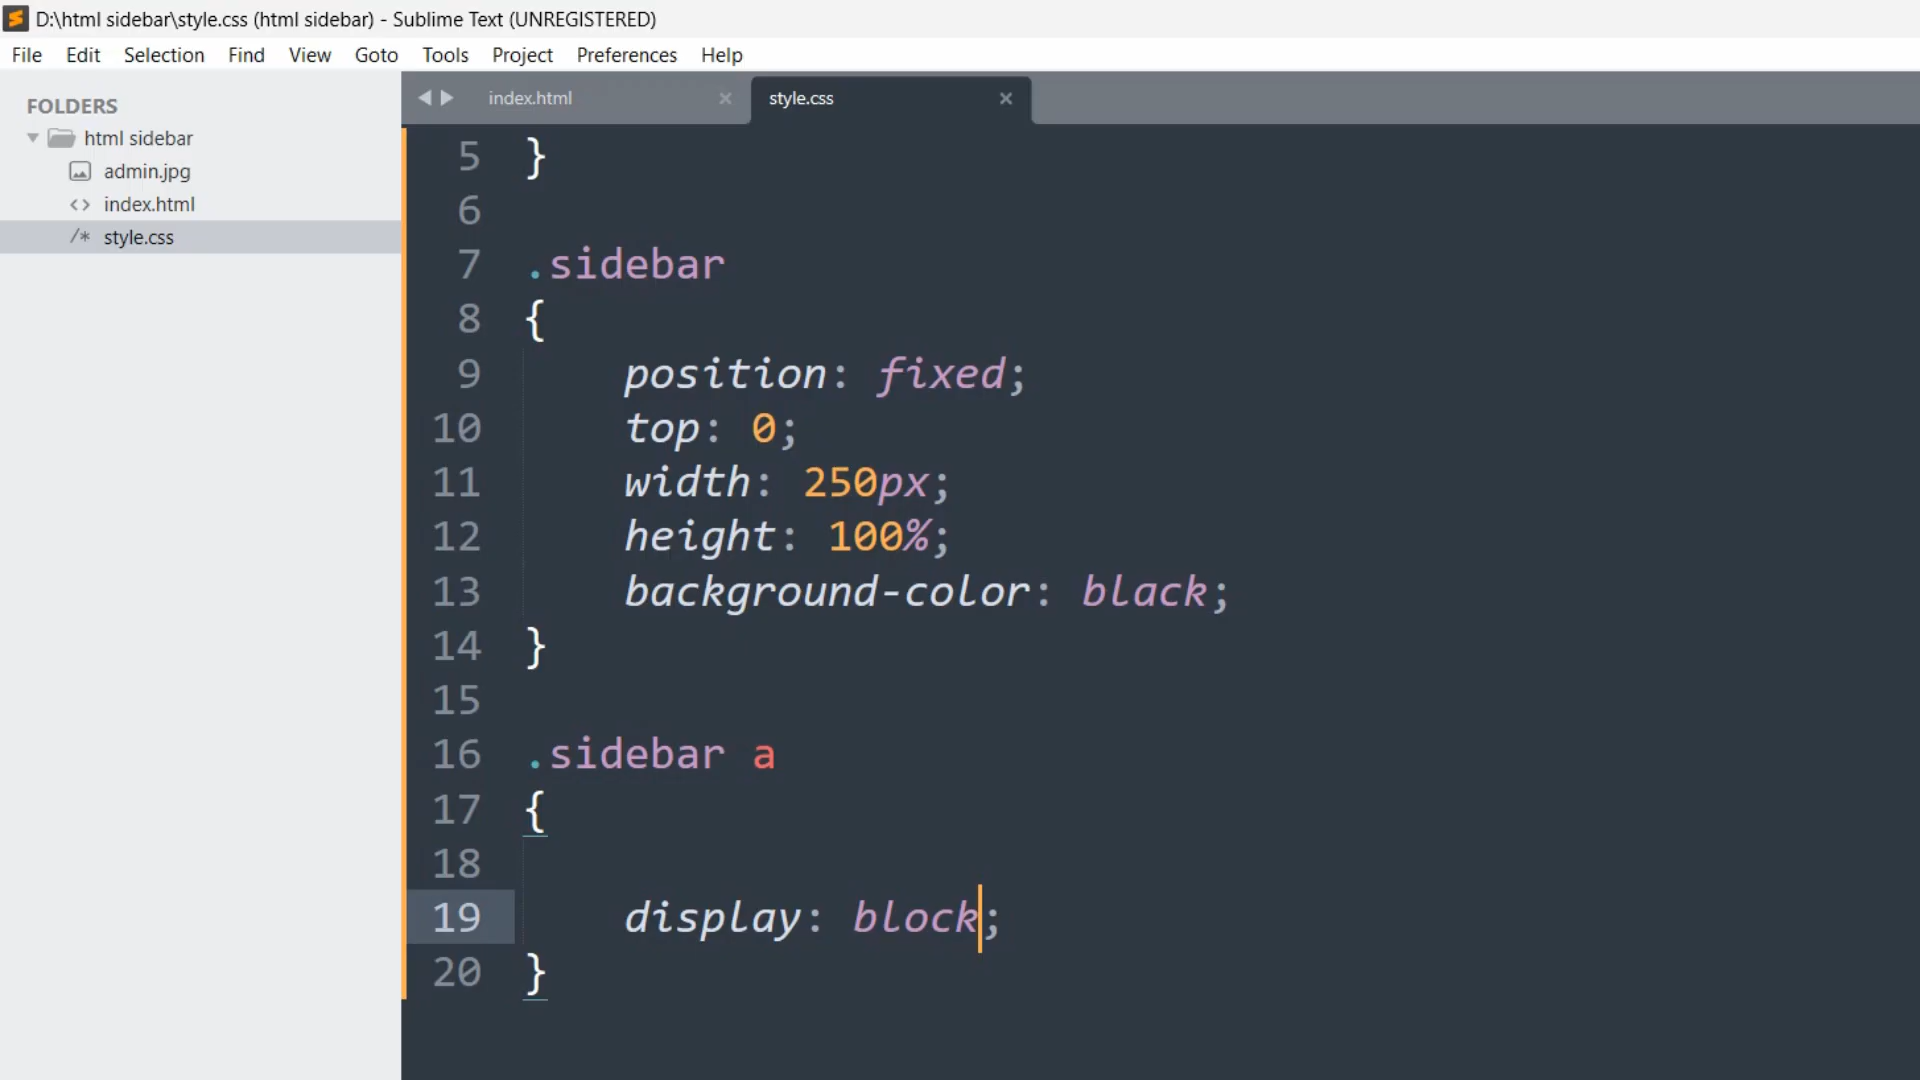 D:\html sidebar\style.css (html sidebar) - Sublime Text (UNREGISTERED)
File Edit Selection Find View Goto Tools Project Preferences Help
FOLDERS
html sidebar
admin.jpg
<> index.html
/* style.css
index.html × style.css ×
5 }
6
7 .sidebar
8 {
9 position: fixed;
10 top: 0;
11 width: 250px;
12 height: 100%;
13 background-color: black;
14 }
15
16 .sidebar a
17 {
18
19 display: block;
20 }